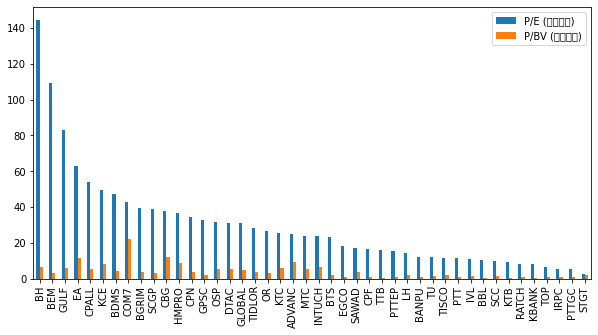 P/E
P/BV
140
120
100
80
60
40
20
0
BH
BEM
GULF
EA
CPALL
KCE
BDMS
COM7
BGRIM
SCGP
CBG
HMPRO
CPN
GPSC
OSP
DTAC
GLOBAL
TIDLOR
OR
KTC
ADVANC
MTC
INTUCH
BTS
EGCO
SAWAD
CPF
TTB
PTTEP
LH
BANPU
TU
TISCO
PTT
IVL
BBL
SCC
KTB
RATCH
KBANK
TOP
IRPC
PTTGC
STGT